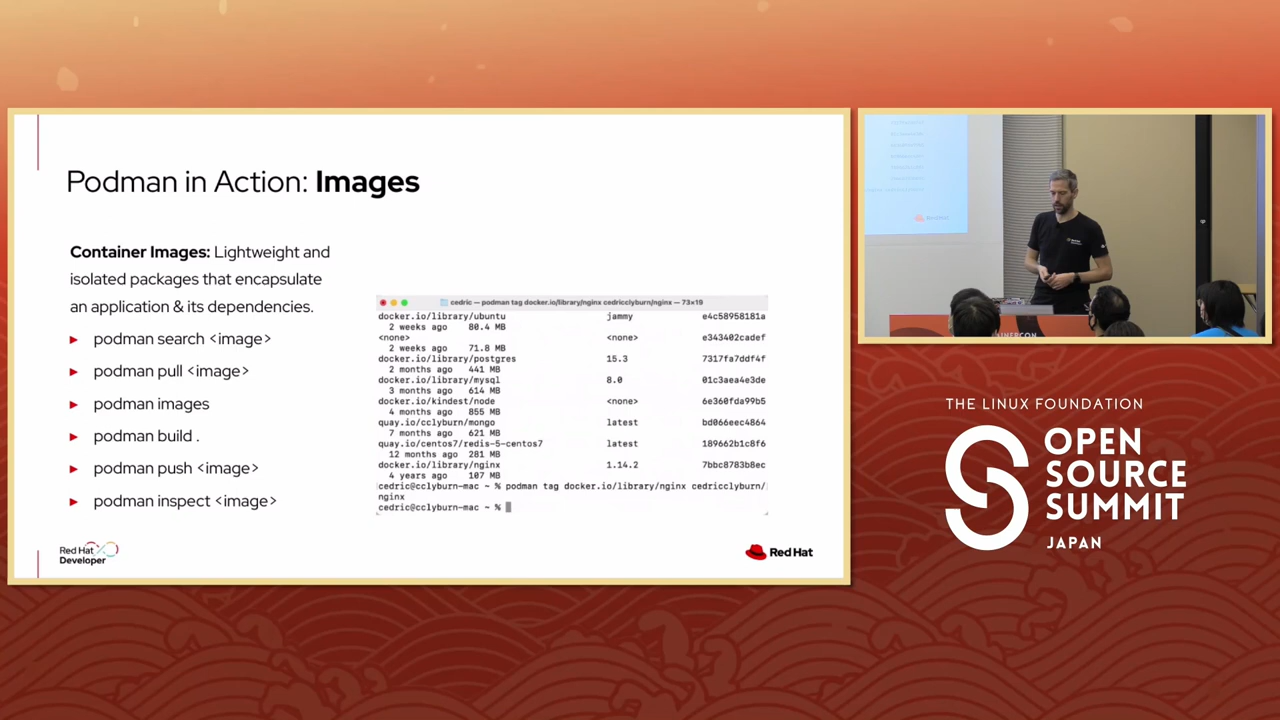 Podman in Action: Images
Container Images: Lightweight and
isolated packages that encapsulate
an application & its dependencies.
podman search <image>
podman pull <image>
podman images
podman build .
podman push <image>
podman inspect <image>
cedric — podman tag docker.io/library/nginx cedricclyburn/nginx — 73×19
docker.io/library/ubuntu jammy e4c58958181a
2 weeks ago 80.4 MB
<none> <none> e343402cadef
2 weeks ago 71.8 MB
docker.io/library/postgres 15.3 7317fa7ddf4f
2 months ago 441 MB
docker.io/library/mysql 8.0 01c3aea4e3de
3 months ago 614 MB
docker.io/kindest/node <none> 6e360fda99b5
4 months ago 855 MB
quay.io/cclyburn/mongo latest bd066eec4864
7 months ago 621 MB
quay.io/centos7/redis-5-centos7 latest 189662b1c8f6
12 months ago 281 MB
docker.io/library/nginx 1.14.2 7bbc8783b8ec
4 years ago 107 MB
cedric@cclyburn-mac ~ % podman tag docker.io/library/nginx cedricclyburn/
nginx
cedric@cclyburn-mac ~ %
Red Hat
Developer
Red Hat
THE LINUX FOUNDATION
OPEN
SOURCE
SUMMIT
JAPAN